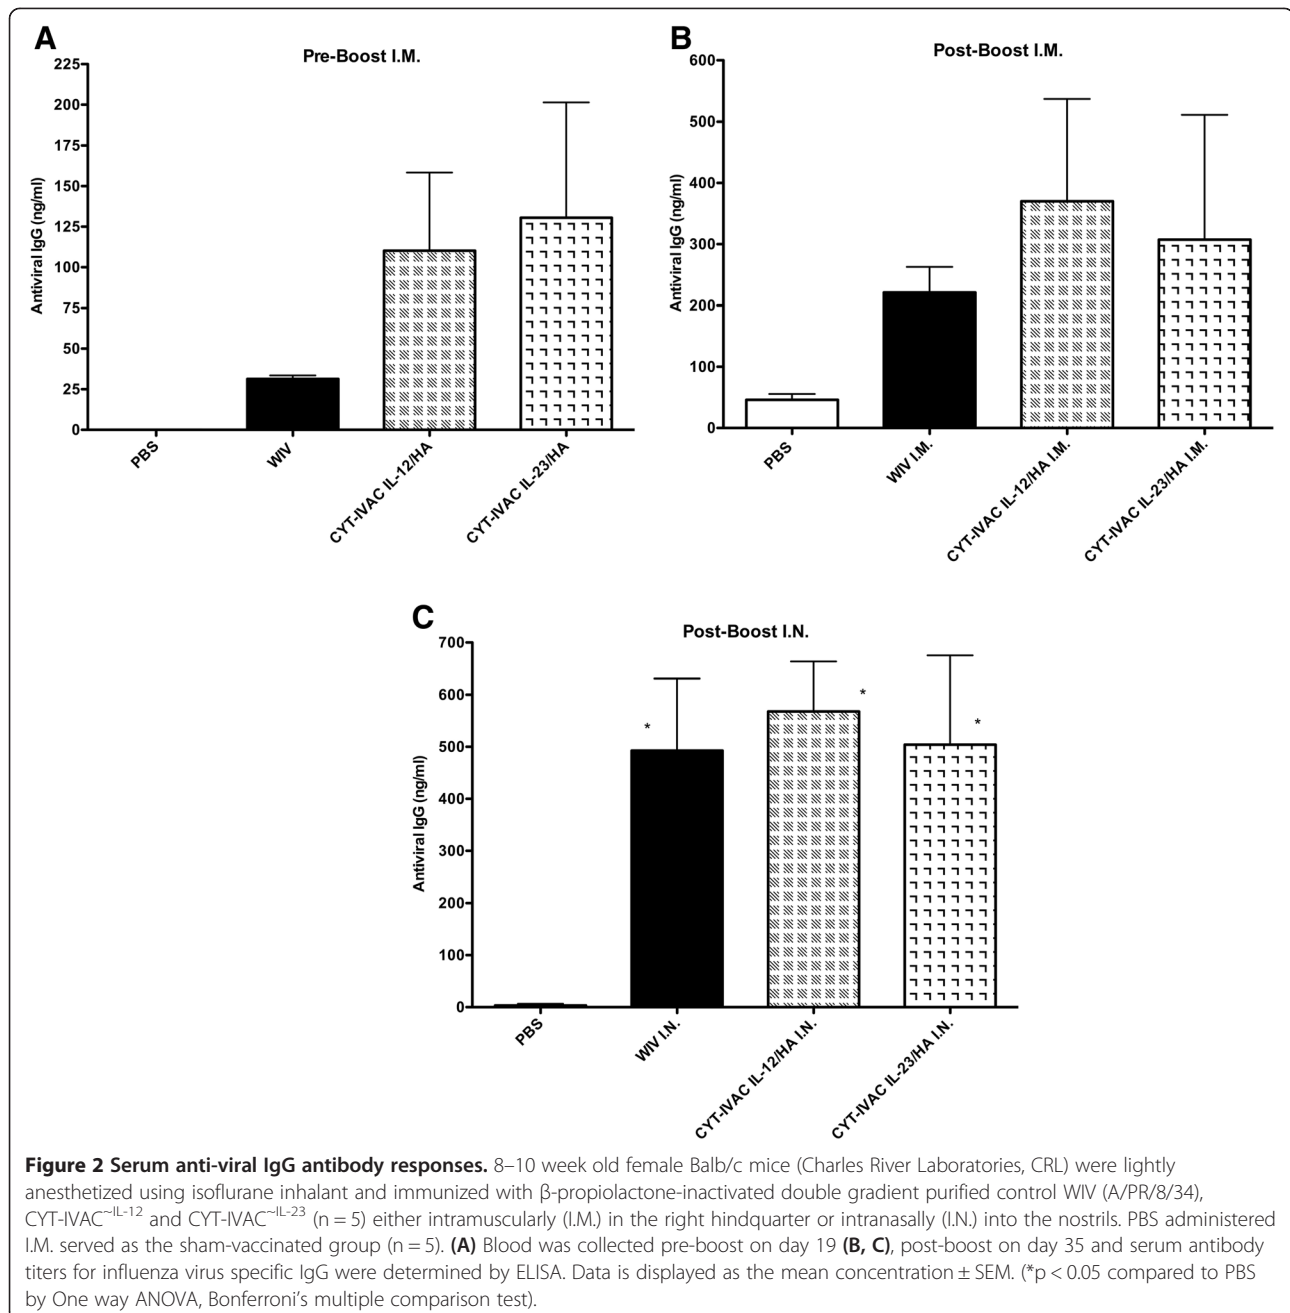 A
Pre-Boost I.M.
Antiviral IgG (ng/ml)
225
200
175
150
125
100
75
50
25
0
PBS
WIV
CYT-IVAC IL-12/HA
CYT-IVAC IL-23/HA
B
Post-Boost I.M.
Antiviral IgG (ng/ml)
600
500
400
300
200
100
0
PBS
WIV I.M.
CYT-IVAC IL-12/HA I.M.
CYT-IVAC IL-23/HA I.M.
C
Post-Boost I.N.
Antiviral IgG (ng/ml)
700
600
500
400
300
200
100
0
*
*
*
PBS
WIV I.N.
CYT-IVAC IL-12/HA I.N.
CYT-IVAC IL-23/HA I.N.
Figure 2 Serum anti-viral IgG antibody responses. 8–10 week old female Balb/c mice (Charles River Laboratories, CRL) were lightly
anesthetized using isoflurane inhalant and immunized with β-propiolactone-inactivated double gradient purified control WIV (A/PR/8/34),
CYT-IVAC~IL-12 and CYT-IVAC~IL-23 (n = 5) either intramuscularly (I.M.) in the right hindquarter or intranasally (I.N.) into the nostrils. PBS administered
I.M. served as the sham-vaccinated group (n = 5). (A) Blood was collected pre-boost on day 19 (B, C), post-boost on day 35 and serum antibody
titers for influenza virus specific IgG were determined by ELISA. Data is displayed as the mean concentration ± SEM. (*p < 0.05 compared to PBS
by One way ANOVA, Bonferroni's multiple comparison test).